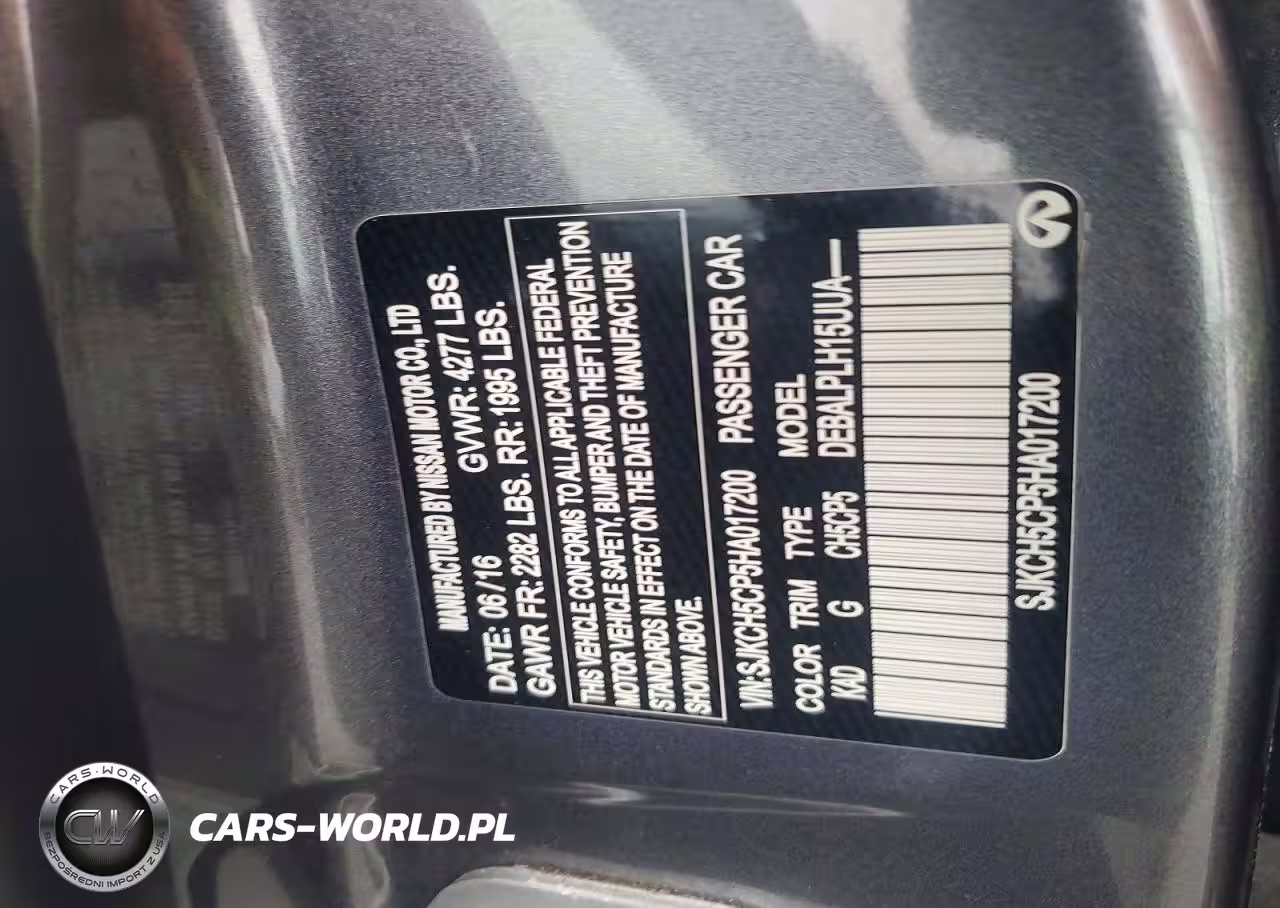 MANUFACTURED BY NISSAN MOTOR CO., LTD
DATE: 06/16 GVWR: 4277 LBS.
GAWR FR: 2282 LBS. RR: 1995 LBS.
THIS VEHICLE CONFORMS TO ALL APPLICABLE FEDERAL
MOTOR VEHICLE SAFETY, BUMPER AND THEFT PREVENTION
STANDARDS IN EFFECT ON THE DATE OF MANUFACTURE
SHOWN ABOVE.
VIN: SJKCH5CP5HA017200 PASSENGER CAR
COLOR TRIM TYPE MODEL
KAD G CH5CP5 DEBALPLH15UUA—
SJKCH5CP5HA017200
CARS-WORLD
CW
BEZPOŚREDNI IMPORT Z USA
CARS-WORLD.PL